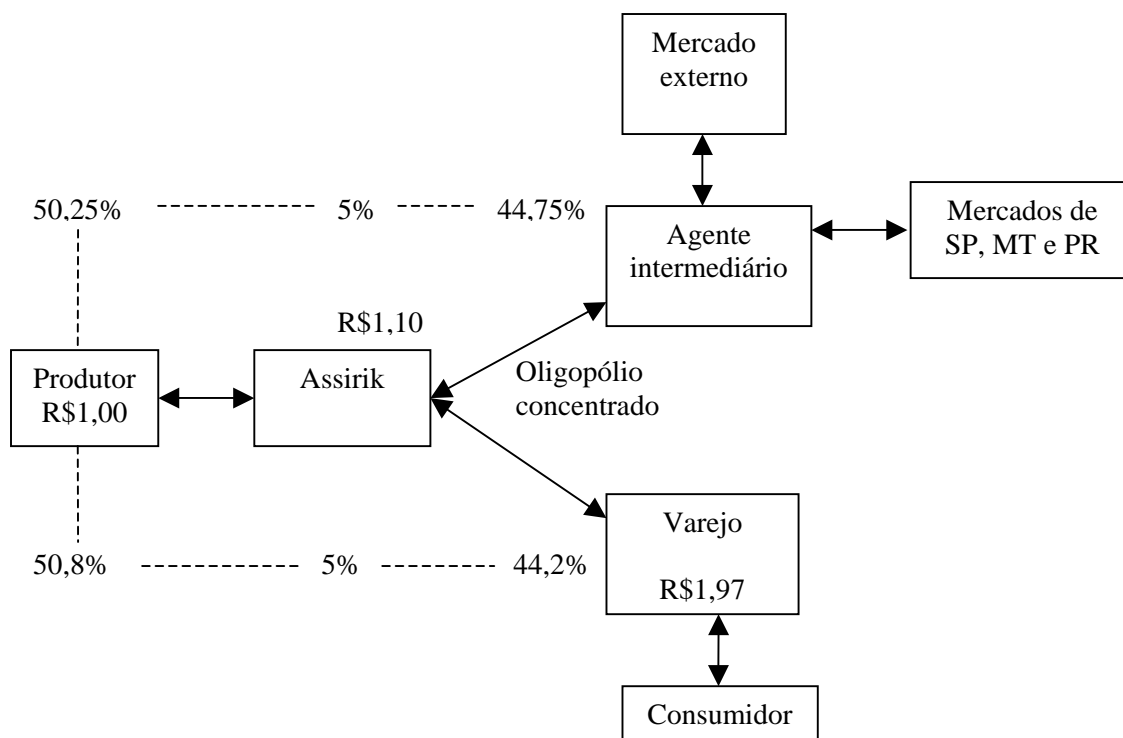 Mercado
externo
50,25%
5%
44,75%
Agente
intermediário
Mercados de
SP, MT e PR
R$1,10
Produtor
R$1,00
Assirik
Oligopólio
concentrado
Varejo
R$1,97
50,8%
5%
44,2%
Consumidor